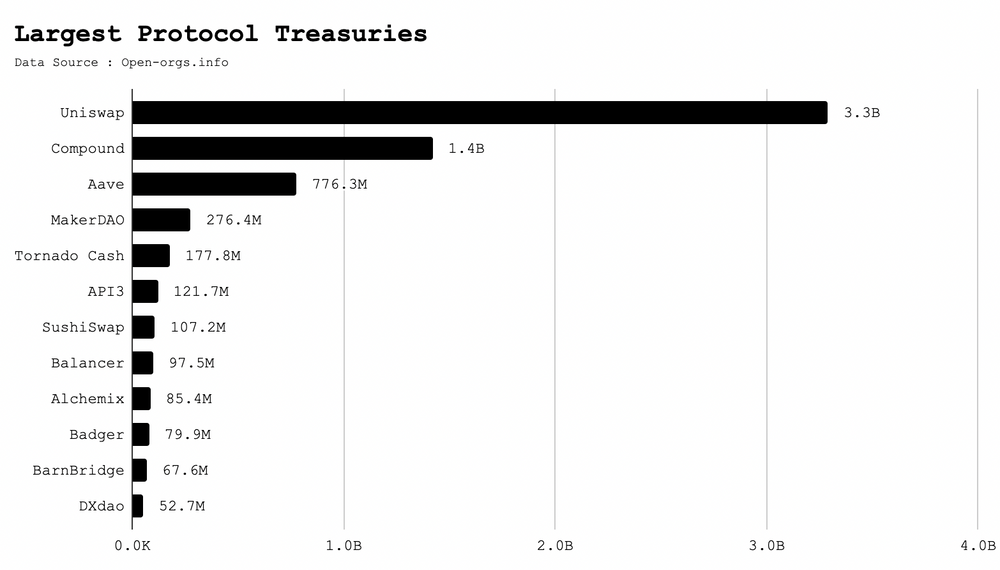 Largest Protocol Treasuries
Data Source : Open-orgs.info
Uniswap 3.3B
Compound 1.4B
Aave 776.3M
MakerDAO 276.4M
Tornado Cash 177.8M
API3 121.7M
SushiSwap 107.2M
Balancer 97.5M
Alchemix 85.4M
Badger 79.9M
BarnBridge 67.6M
DXdao 52.7M
0.0K 1.0B 2.0B 3.0B 4.0B